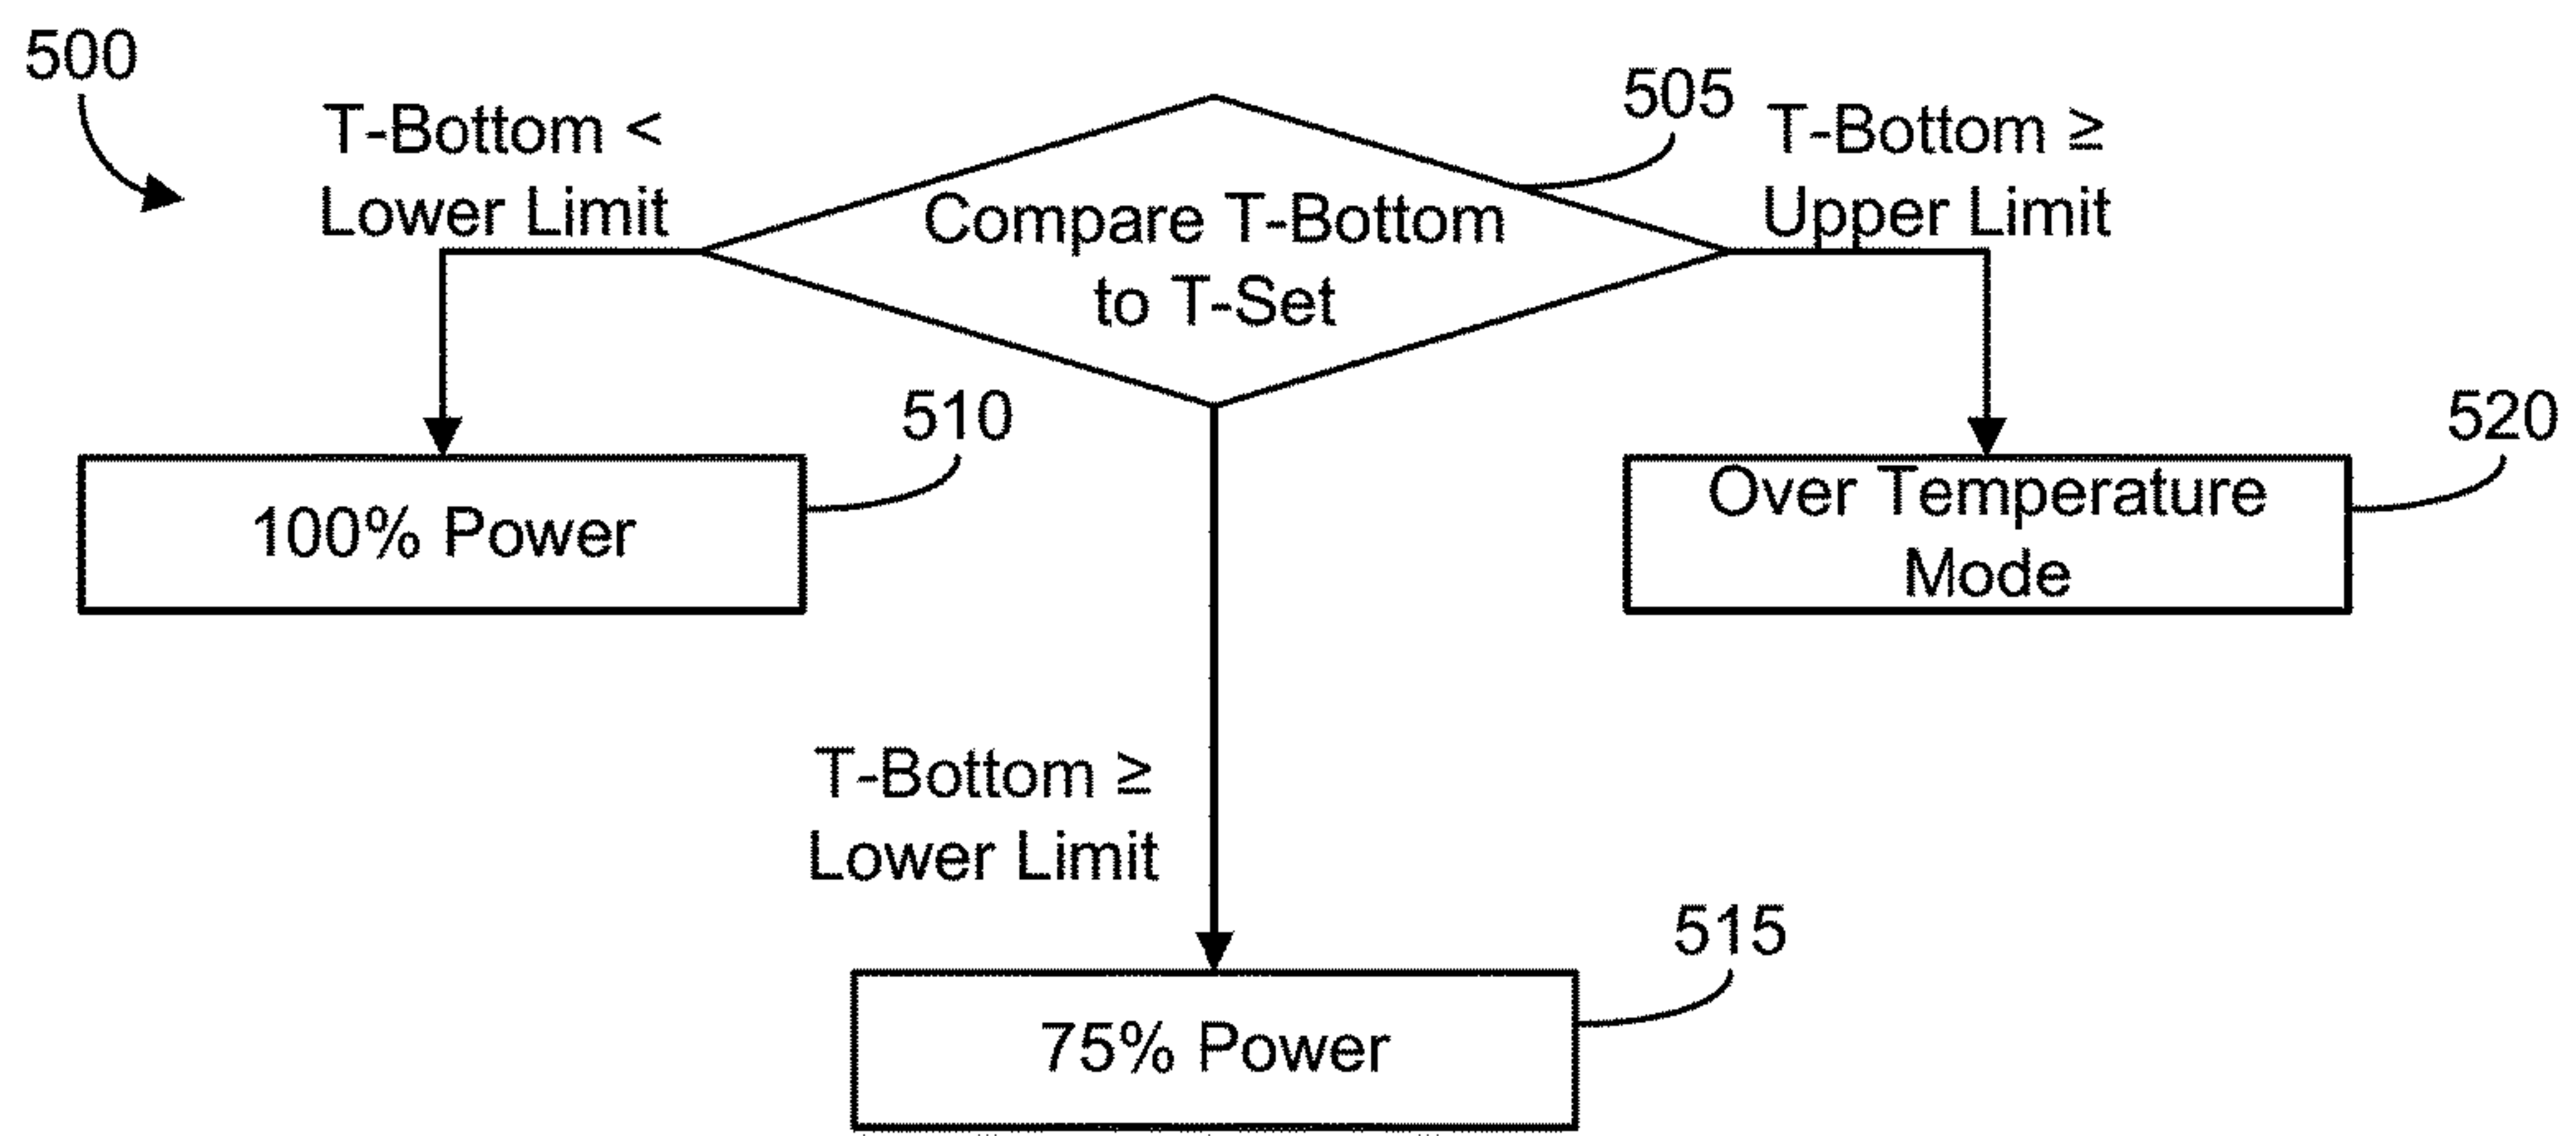 500
505
T-Bottom <
Lower Limit
T-Bottom ≥
Upper Limit
Compare T-Bottom
to T-Set
510
520
100% Power
Over Temperature
Mode
T-Bottom ≥
Lower Limit
515
75% Power